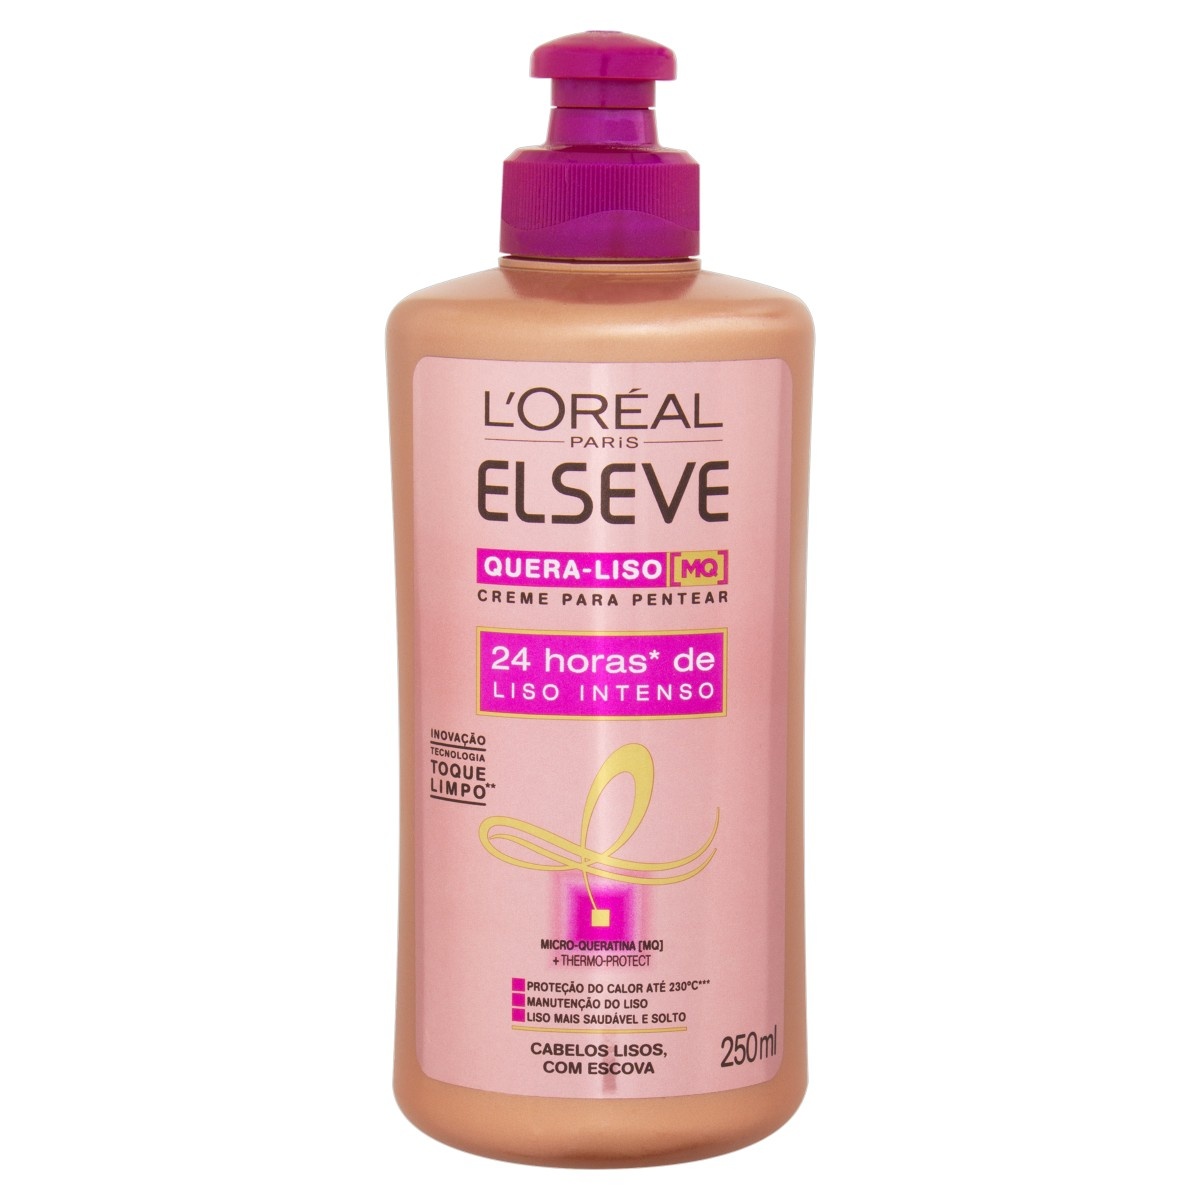 L'ORÉAL
PARIS
ELSEVE
QUERA-LISO [MQ]
CREME PARA PENTEAR
24 horas* de
LISO INTENSO
INOVAÇÃO
TECNOLOGIA
TOQUE
LIMPO**
MICRO-QUERATINA [MQ]
+ THERMO-PROTECT
PROTEÇÃO DO CALOR ATÉ 230ºC***
MANUTENÇÃO DO LISO
LISO MAIS SAUDÁVEL E SOLTO
CABELOS LISOS,
COM ESCOVA
250ml